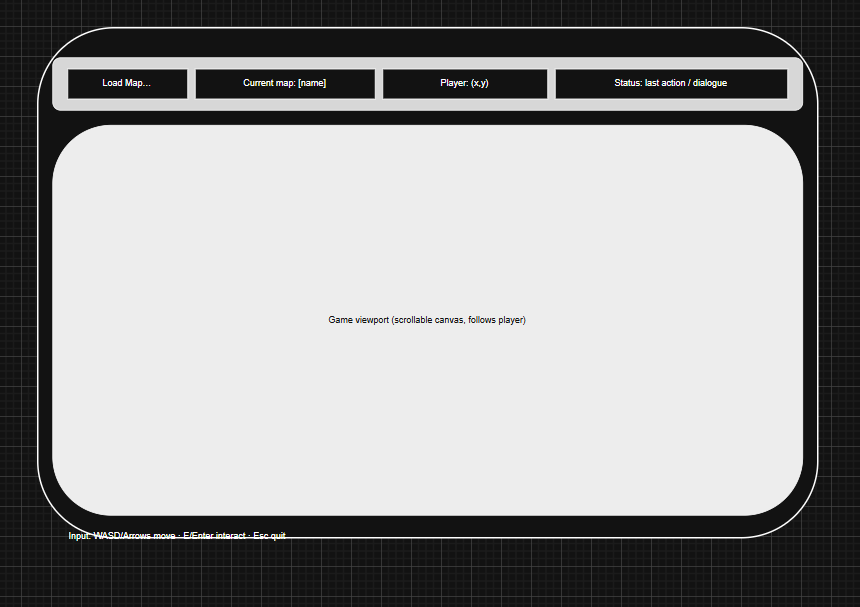 Load Map...
Current map: [name]
Player: (x,y)
Status: last action / dialogue
Game viewport (scrollable canvas, follows player)
Input: WASD/Arrows move · E/Enter interact · Esc quit